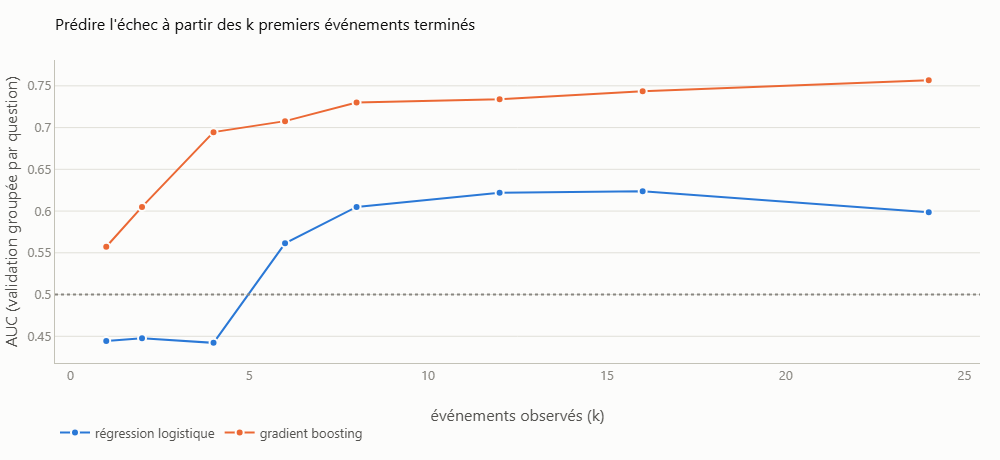 Prédire l'échec à partir des k premiers événements terminés
AUC (validation groupée par question)
0.75
0.7
0.65
0.6
0.55
0.5
0.45
0
5
10
15
20
25
événements observés (k)
régression logistique
gradient boosting